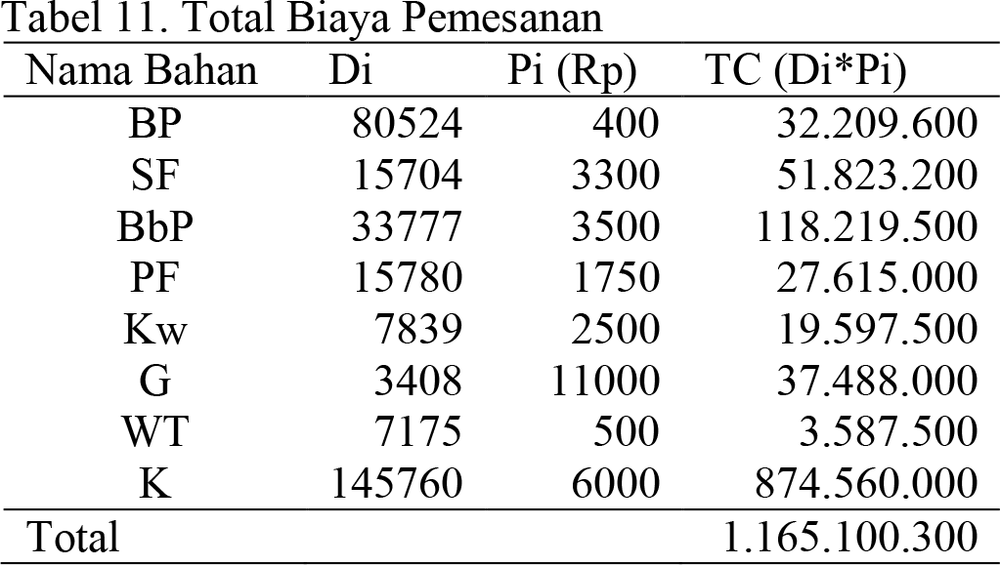 Tabel 11. Total Biaya Pemesanan
Nama Bahan Di Pi (Rp) TC (Di*Pi)
BP 80524 400 32.209.600
SF 15704 3300 51.823.200
BbP 33777 3500 118.219.500
PF 15780 1750 27.615.000
Kw 7839 2500 19.597.500
G 3408 11000 37.488.000
WT 7175 500 3.587.500
K 145760 6000 874.560.000
Total 1.165.100.300